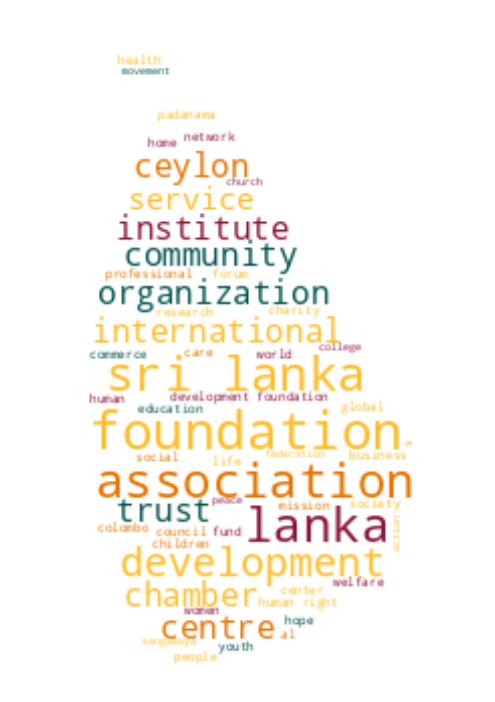 health
movement
padanama
home network
ceylon
church
service
institute
community
professional forum
organization
research charity
international
commerce care world college
sri lanka
human development foundation
education global
foundation
social life federation business
association
trust peace mission society
colombo council fund lanka action
children
development
chamber welfare
center
women human right
centre hope
al
sangamaya youth
people